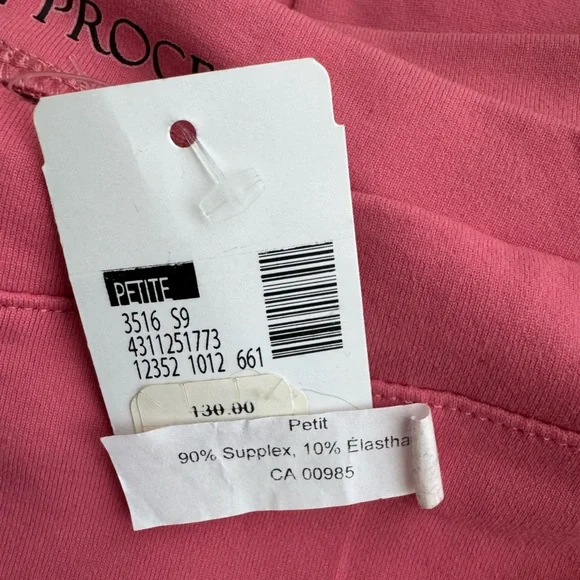 PROCE
PETITE
3516 S9
4311251773
12352 1012 661
130.00
Petit
90% Supplex, 10% Élastha
CA 00985